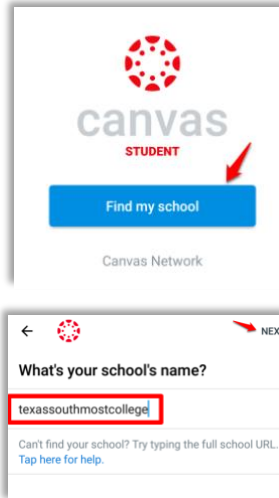 canvas
STUDENT
Find my school
Canvas Network
NEX
What's your school's name?
texassouthmostcollege
Can't find your school? Try typing the full school URL.
Tap here for help.